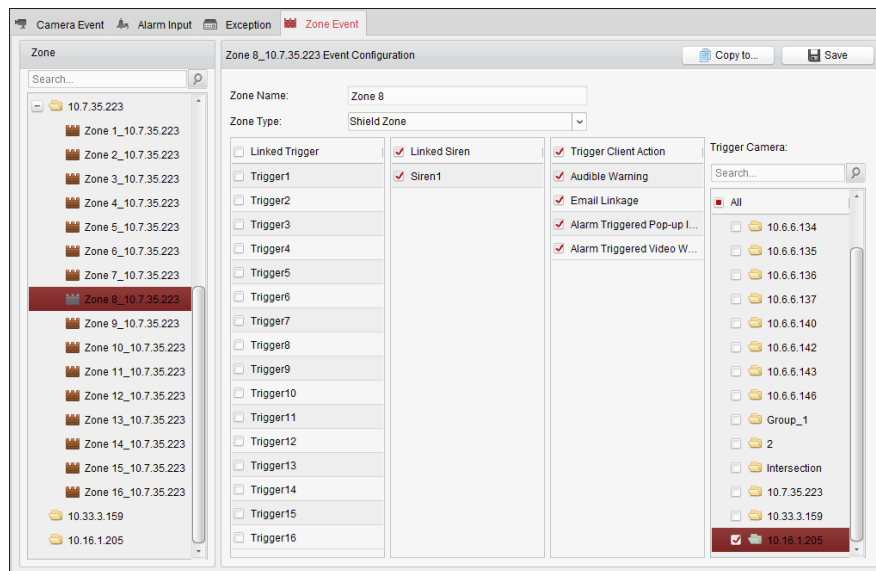 Camera Event Alarm Input Exception Zone Event
Zone
Search...
10.7.35.223
Zone 1_10.7.35.223
Zone 2_10.7.35.223
Zone 3_10.7.35.223
Zone 4_10.7.35.223
Zone 5_10.7.35.223
Zone 6_10.7.35.223
Zone 7_10.7.35.223
Zone 8_10.7.35.223
Zone 9_10.7.35.223
Zone 10_10.7.35.223
Zone 11_10.7.35.223
Zone 12_10.7.35.223
Zone 13_10.7.35.223
Zone 14_10.7.35.223
Zone 15_10.7.35.223
Zone 16_10.7.35.223
10.33.3.159
10.16.1.205
Zone 8_10.7.35.223 Event Configuration
Copy to...
Save
Zone Name: Zone 8
Zone Type: Shield Zone
Linked Trigger
Trigger1
Trigger2
Trigger3
Trigger4
Trigger5
Trigger6
Trigger7
Trigger8
Trigger9
Trigger10
Trigger11
Trigger12
Trigger13
Trigger14
Trigger15
Trigger16
Linked Siren
Siren1
Trigger Client Action
Audible Warning
Email Linkage
Alarm Triggered Pop-up I...
Alarm Triggered Video W...
Trigger Camera:
Search...
All
10.6.6.134
10.6.6.135
10.6.6.136
10.6.6.137
10.6.6.140
10.6.6.142
10.6.6.143
10.6.6.146
Group_1
2
Intersection
10.7.35.223
10.33.3.159
10.16.1.205